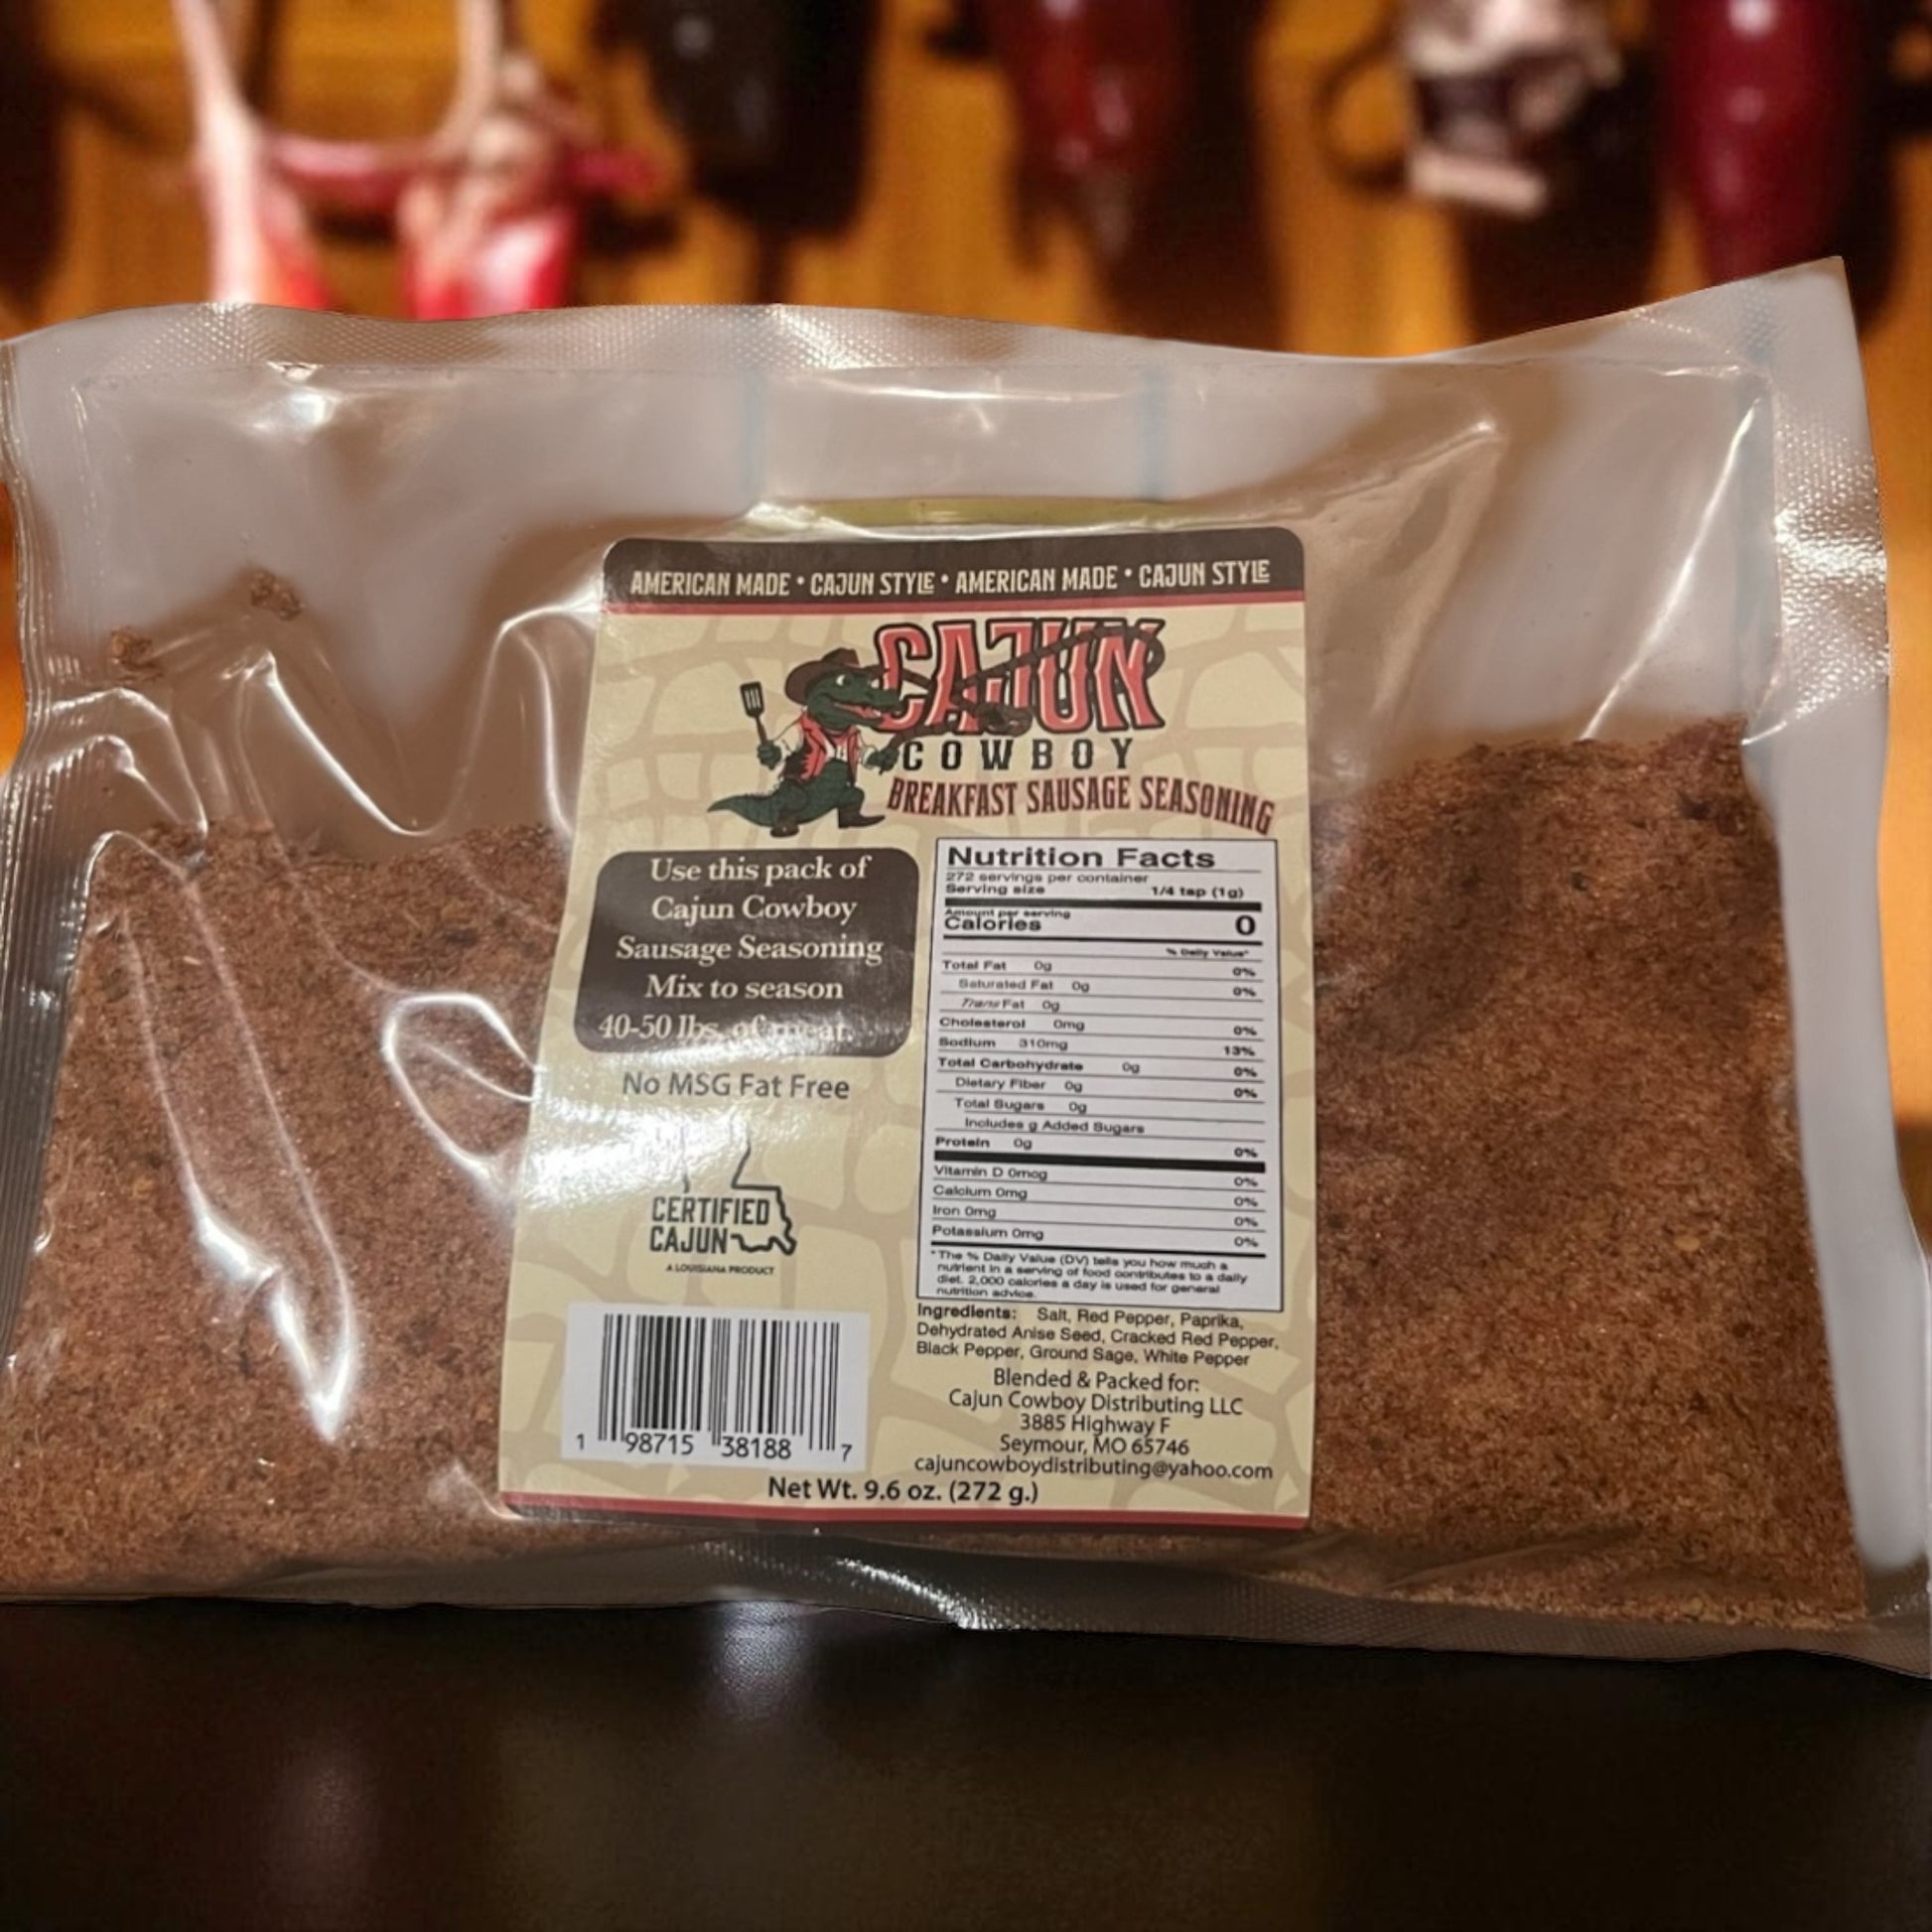 AMERICAN MADE • CAJUN STYLE • AMERICAN MADE • CAJUN STYLE
CAJUN
COWBOY
BREAKFAST SAUSAGE SEASONING
Use this pack of
Cajun Cowboy
Sausage Seasoning
Mix to season
40-50 lbs. of meat.
No MSG Fat Free
CERTIFIED
CAJUN
A LOUISIANA PRODUCT
1 98715 38188 7
Nutrition Facts
272 servings per container
Serving size 1/4 tsp (1g)
Amount per serving
Calories 0
% Daily Value*
Total Fat 0g 0%
Saturated Fat 0g 0%
Trans Fat 0g
Cholesterol 0mg 0%
Sodium 310mg 13%
Total Carbohydrate 0g 0%
Dietary Fiber 0g 0%
Total Sugars 0g
Includes g Added Sugars
Protein 0g 0%
Vitamin D 0mcg 0%
Calcium 0mg 0%
Iron 0mg 0%
Potassium 0mg 0%
*The % Daily Value (DV) tells you how much a
nutrient in a serving of food contributes to a daily
diet. 2,000 calories a day is used for general
nutrition advice.
Ingredients: Salt, Red Pepper, Paprika,
Dehydrated Anise Seed, Cracked Red Pepper,
Black Pepper, Ground Sage, White Pepper
Blended & Packed for:
Cajun Cowboy Distributing LLC
3885 Highway F
Seymour, MO 65746
cajuncowboydistributing@yahoo.com
Net Wt. 9.6 oz. (272 g.)